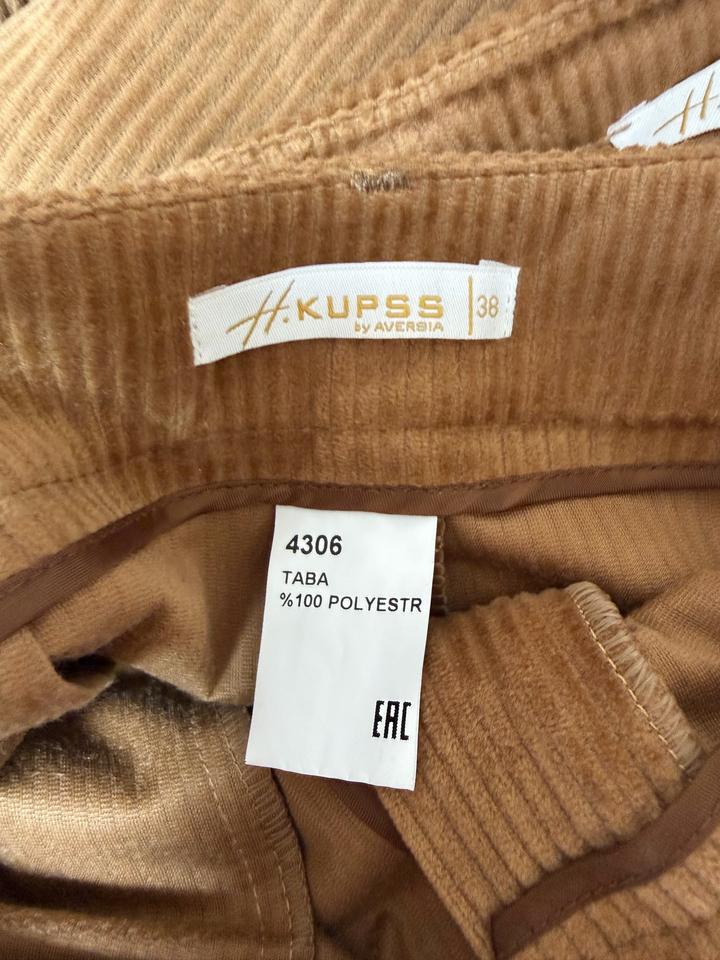 H.
H.KUPSS 38
by AVERSIA
4306
TABA
%100 POLYESTR
EAC